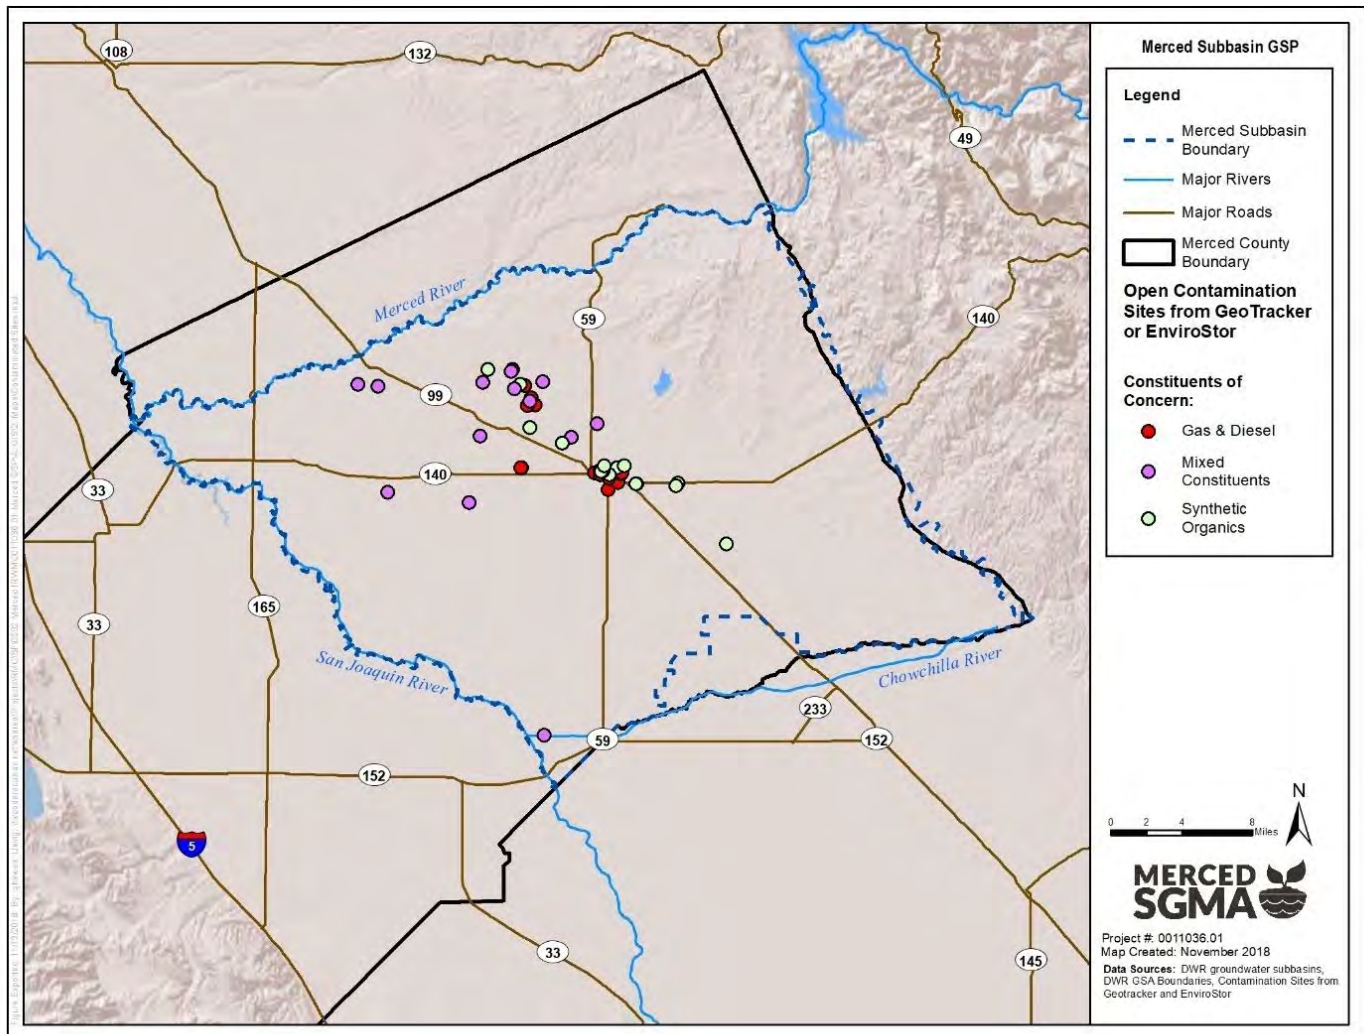 Merced Subbasin GSP
Legend
Merced Subbasin
Boundary
Major Rivers
Major Roads
Merced County
Boundary
Open Contamination
Sites from GeoTracker
or EnviroStor
Constituents of
Concern:
Gas & Diesel
Mixed
Constituents
Synthetic
Organics
108
132
49
Merced River
59
140
99
140
33
165
33
San Joaquin River
Chowchilla River
233
59
152
152
5
33
145
N
0 2 4 8
Miles
MERCED
SGMA
Project #: 0011036.01
Map Created: November 2018
Data Sources: DWR groundwater subbasins,
DWR GSA Boundaries, Contamination Sites from
Geotracker and EnviroStor